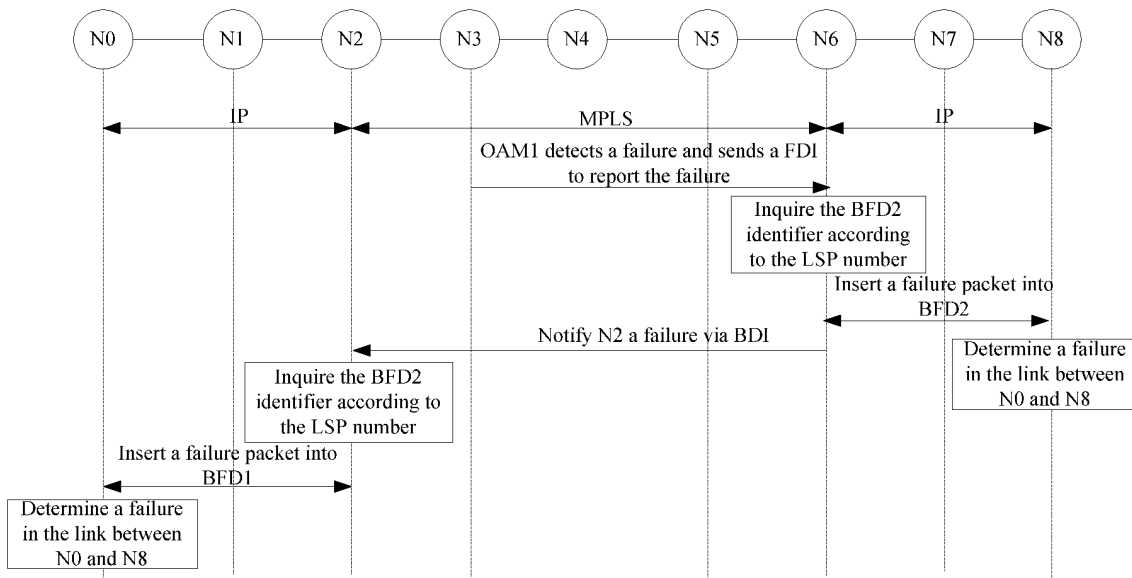 N0 N1 N2 N3 N4 N5 N6 N7 N8
IP MPLS IP
OAM1 detects a failure and sends a FDI
to report the failure
Inquire the BFD2
identifier according
to the LSP number
Insert a failure packet into
BFD2
Notify N2 a failure via BDI
Determine a failure
in the link between
N0 and N8
Inquire the BFD2
identifier according to
the LSP number
Insert a failure packet into
BFD1
Determine a failure
in the link between
N0 and N8